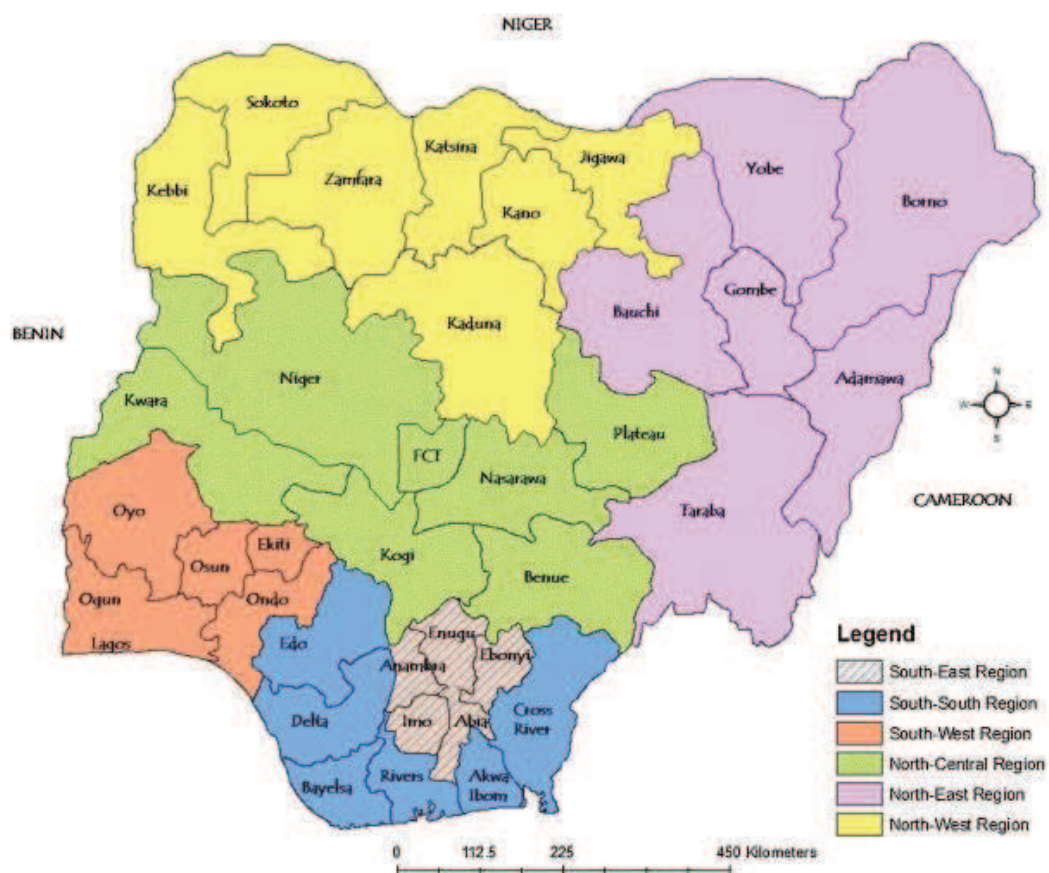 NIGER
Sokoto
Katsina
Jigawa
Yobe
Kebbi
Zamfara
Kano
Borno
Gombe
Bauchi
BENIN
Kaduna
Niger
Adamawa
Kwara
N
W
E
S
Plateau
FCT
Nasarawa
CAMEROON
Oyo
Taraba
Kogi
Ekiti
Osun
Benue
Ogun
Ondo
Lagos
Edo
Enugu
Ebonyi
Anambra
Delta
Imo
Abia
Cross
River
Bayelsa
Rivers
Akwa
Ibom
Legend
South-East Region
South-South Region
South-West Region
North-Central Region
North-East Region
North-West Region
0 112.5 225 450 Kilometers